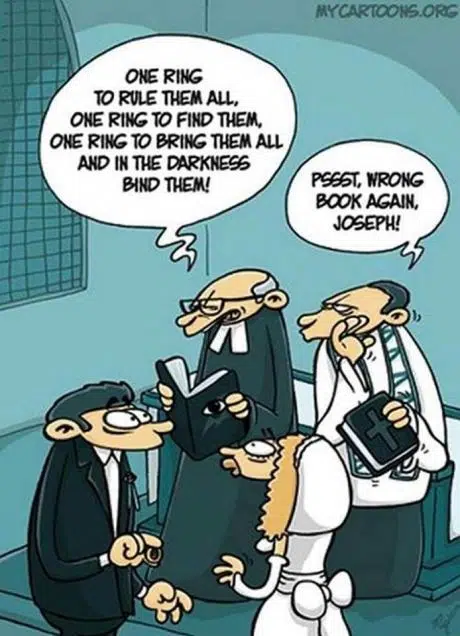 MYCARTOONS.ORG
ONE RING
TO RULE THEM ALL,
ONE RING TO FIND THEM,
ONE RING TO BRING THEM ALL
AND IN THE DARKNESS
BIND THEM!
PSSST, WRONG
BOOK AGAIN,
JOSEPH!